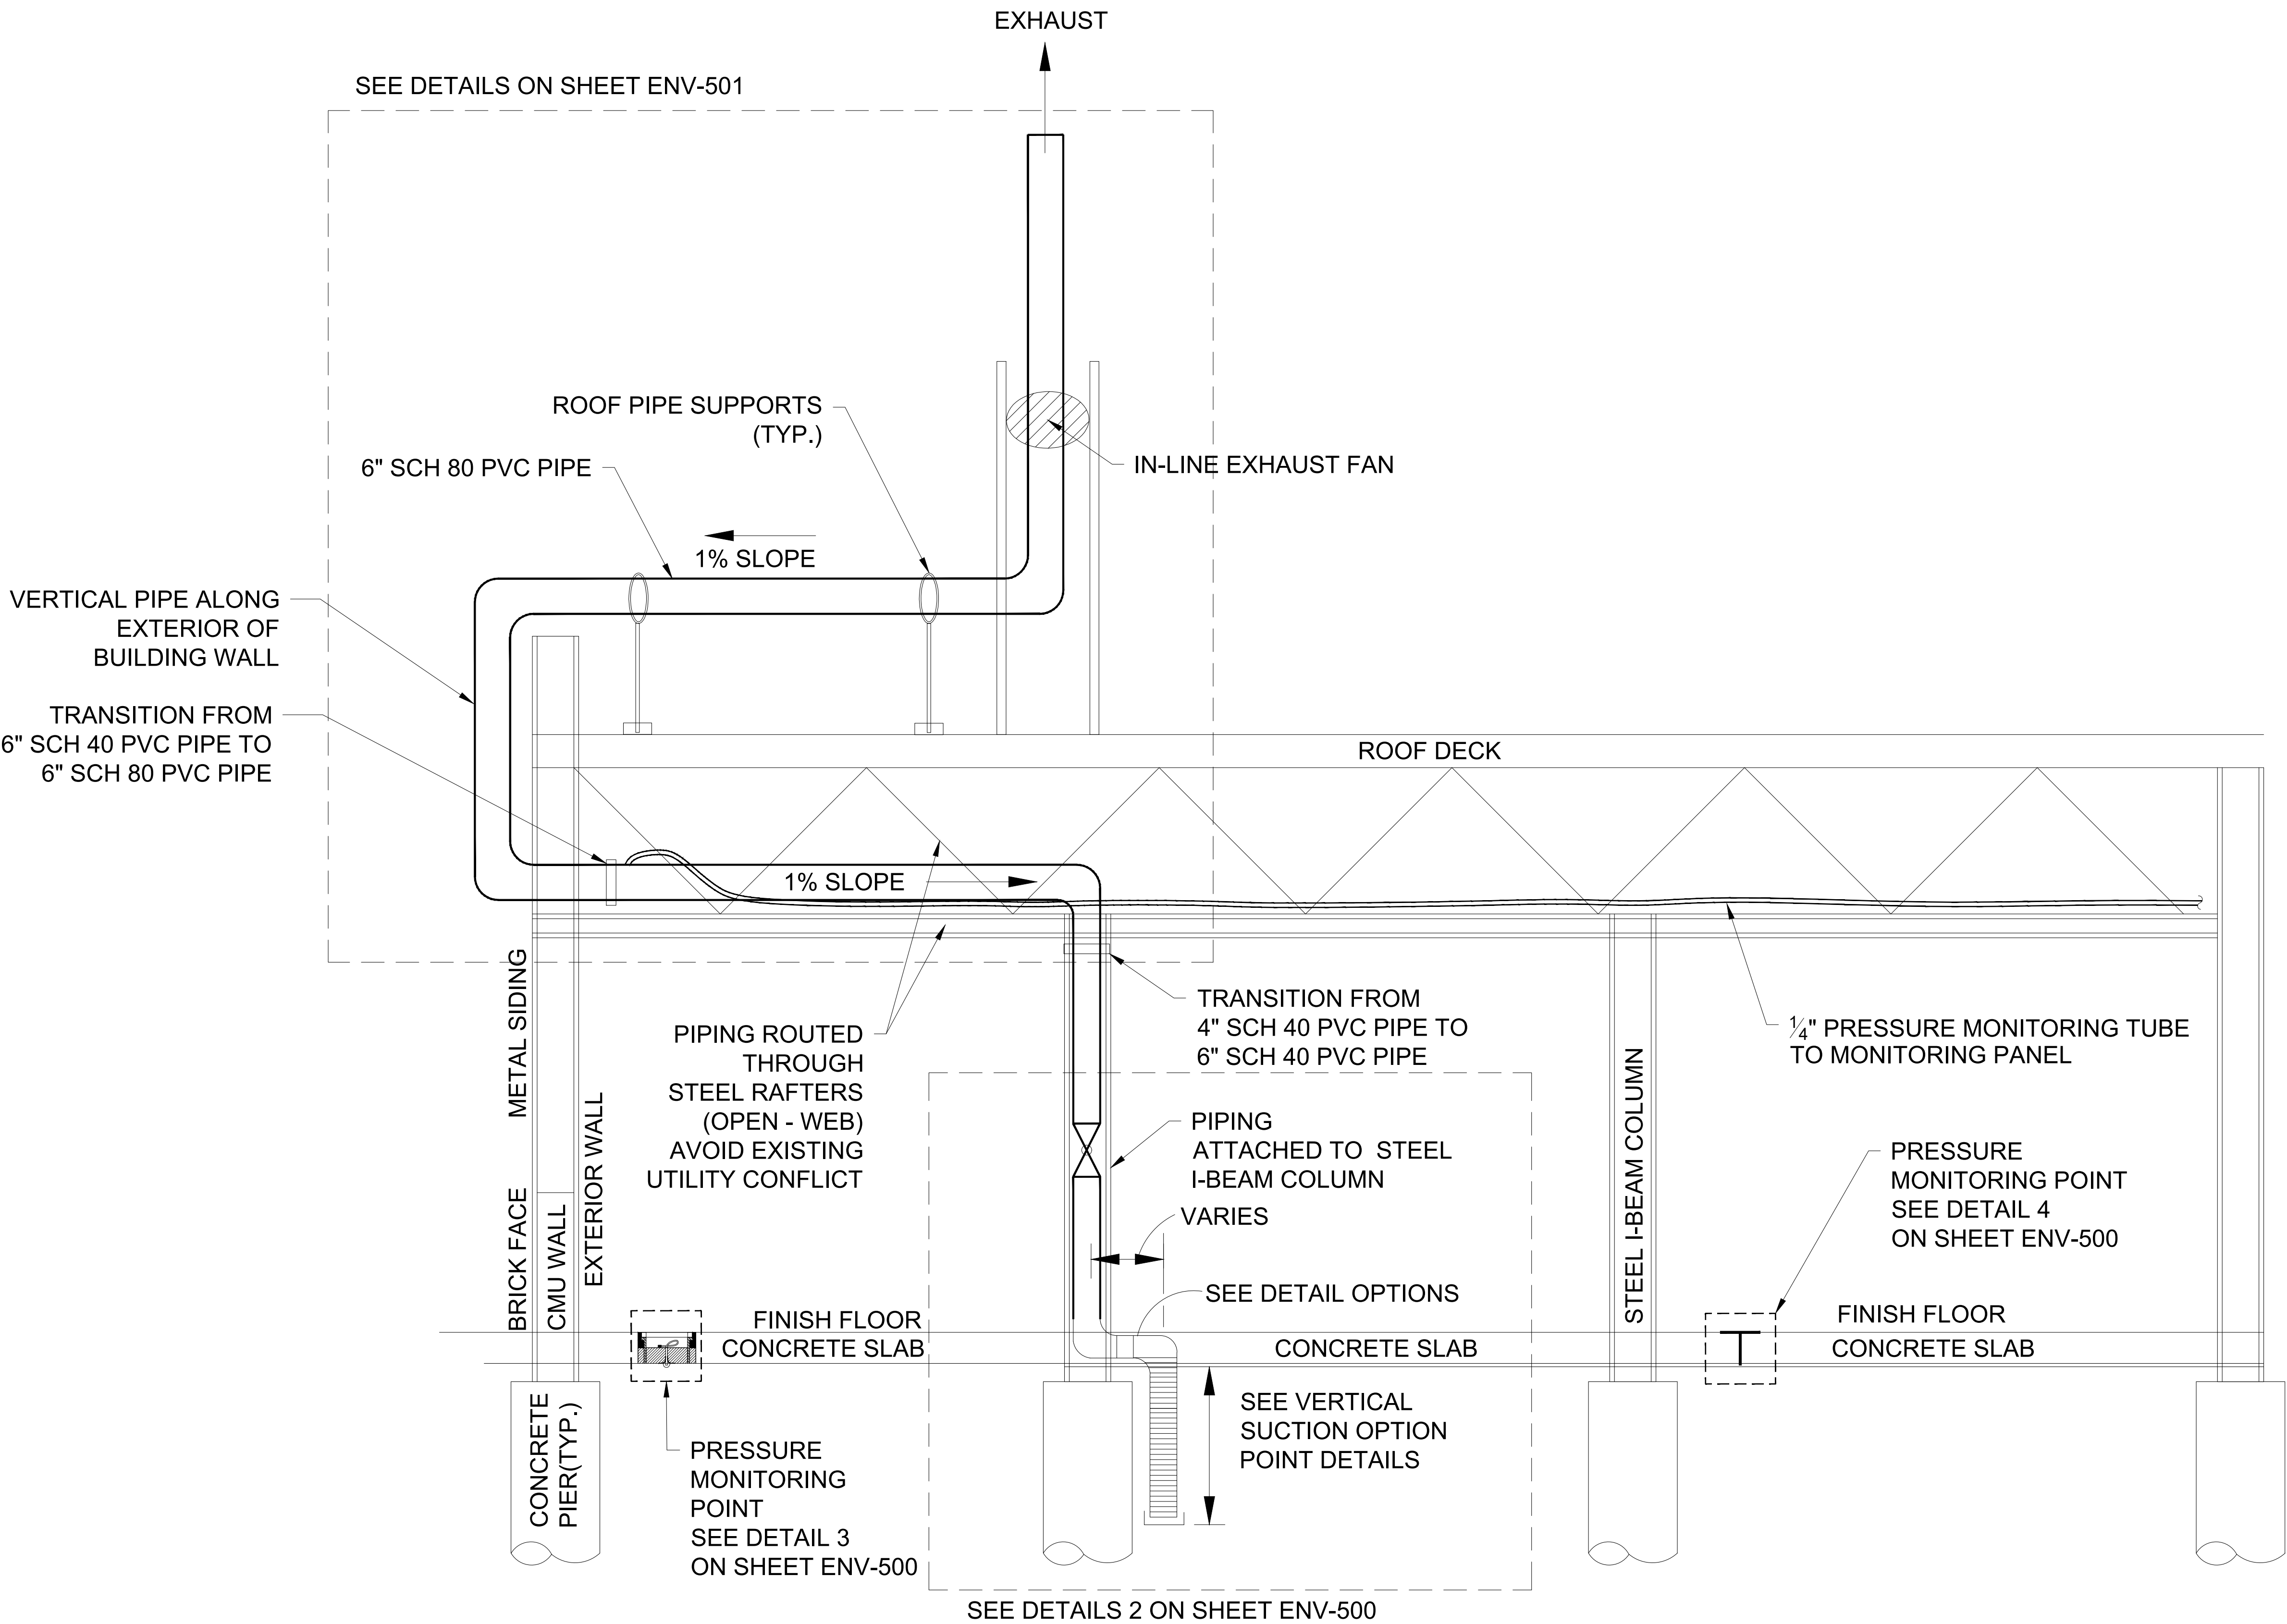 EXHAUST
SEE DETAILS ON SHEET ENV-501
ROOF PIPE SUPPORTS
(TYP.)
6" SCH 80 PVC PIPE
IN-LINE EXHAUST FAN
1% SLOPE
VERTICAL PIPE ALONG
EXTERIOR OF
BUILDING WALL
TRANSITION FROM
6" SCH 40 PVC PIPE TO
6" SCH 80 PVC PIPE
ROOF DECK
1% SLOPE
METAL SIDING
BRICK FACE
CMU WALL
EXTERIOR WALL
PIPING ROUTED
THROUGH
STEEL RAFTERS
(OPEN - WEB)
AVOID EXISTING
UTILITY CONFLICT
TRANSITION FROM
4" SCH 40 PVC PIPE TO
6" SCH 40 PVC PIPE
1/4" PRESSURE MONITORING TUBE
TO MONITORING PANEL
PIPING
ATTACHED TO STEEL
I-BEAM COLUMN
VARIES
SEE DETAIL OPTIONS
STEEL I-BEAM COLUMN
PRESSURE
MONITORING POINT
SEE DETAIL 4
ON SHEET ENV-500
FINISH FLOOR
CONCRETE SLAB
CONCRETE SLAB
FINISH FLOOR
CONCRETE SLAB
CONCRETE
PIER(TYP.)
PRESSURE
MONITORING
POINT
SEE DETAIL 3
ON SHEET ENV-500
SEE VERTICAL
SUCTION OPTION
POINT DETAILS
SEE DETAILS 2 ON SHEET ENV-500